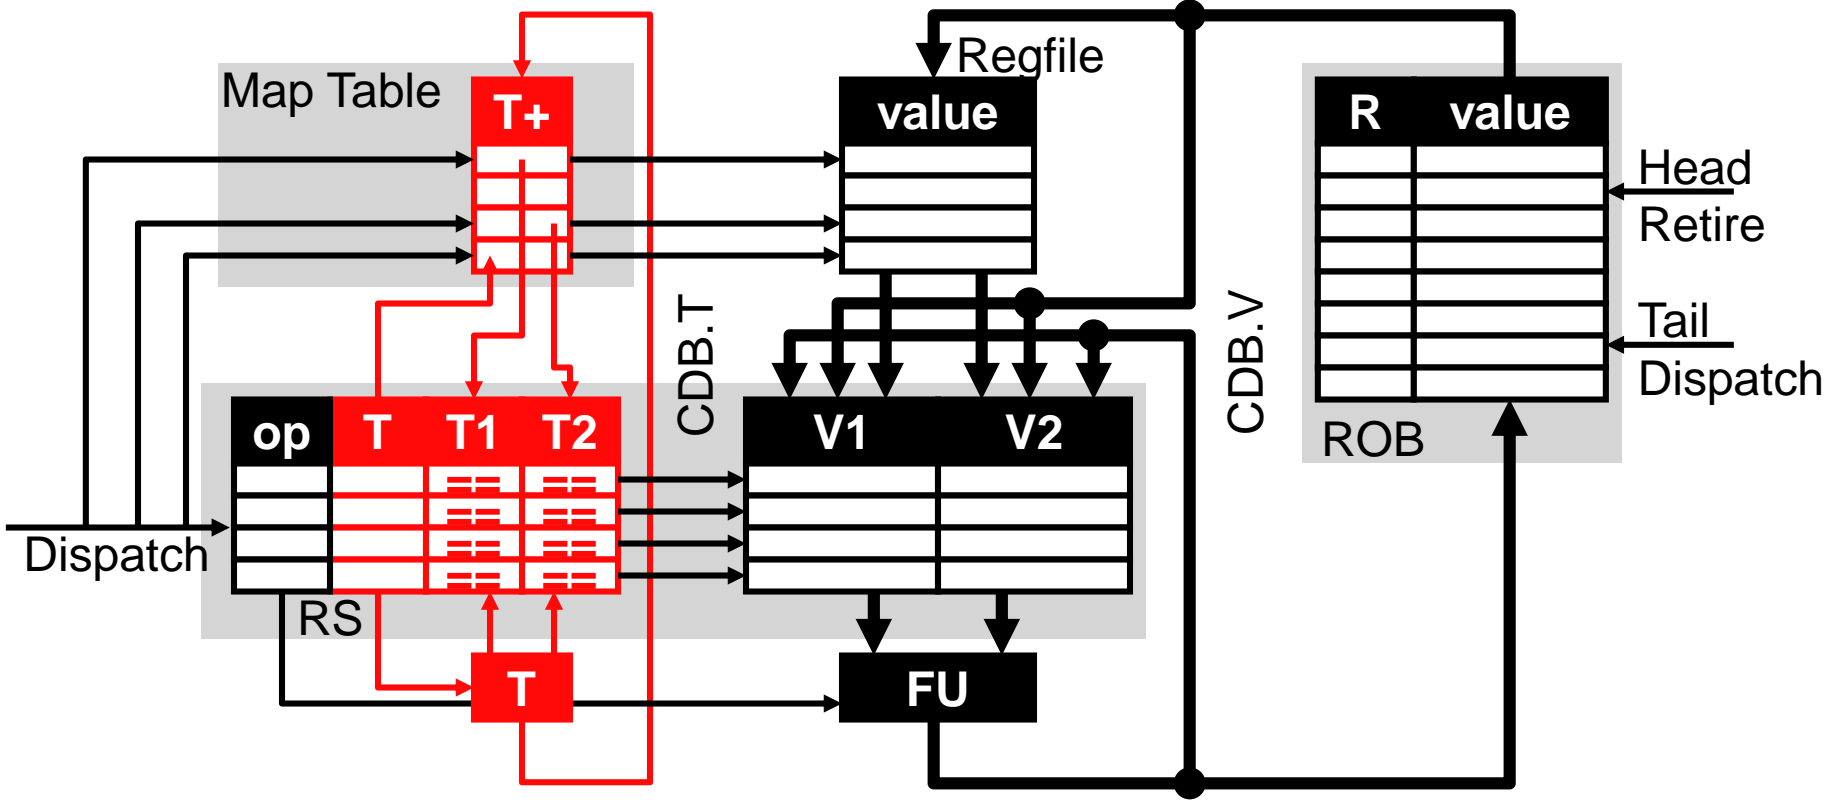 Regfile
Map Table
T+
value
R value
Head
Retire
Tail
Dispatch
CDB.T
CDB.V
ROB
op T T1 T2
V1 V2
== ==
== ==
== ==
== ==
Dispatch
RS
T
FU